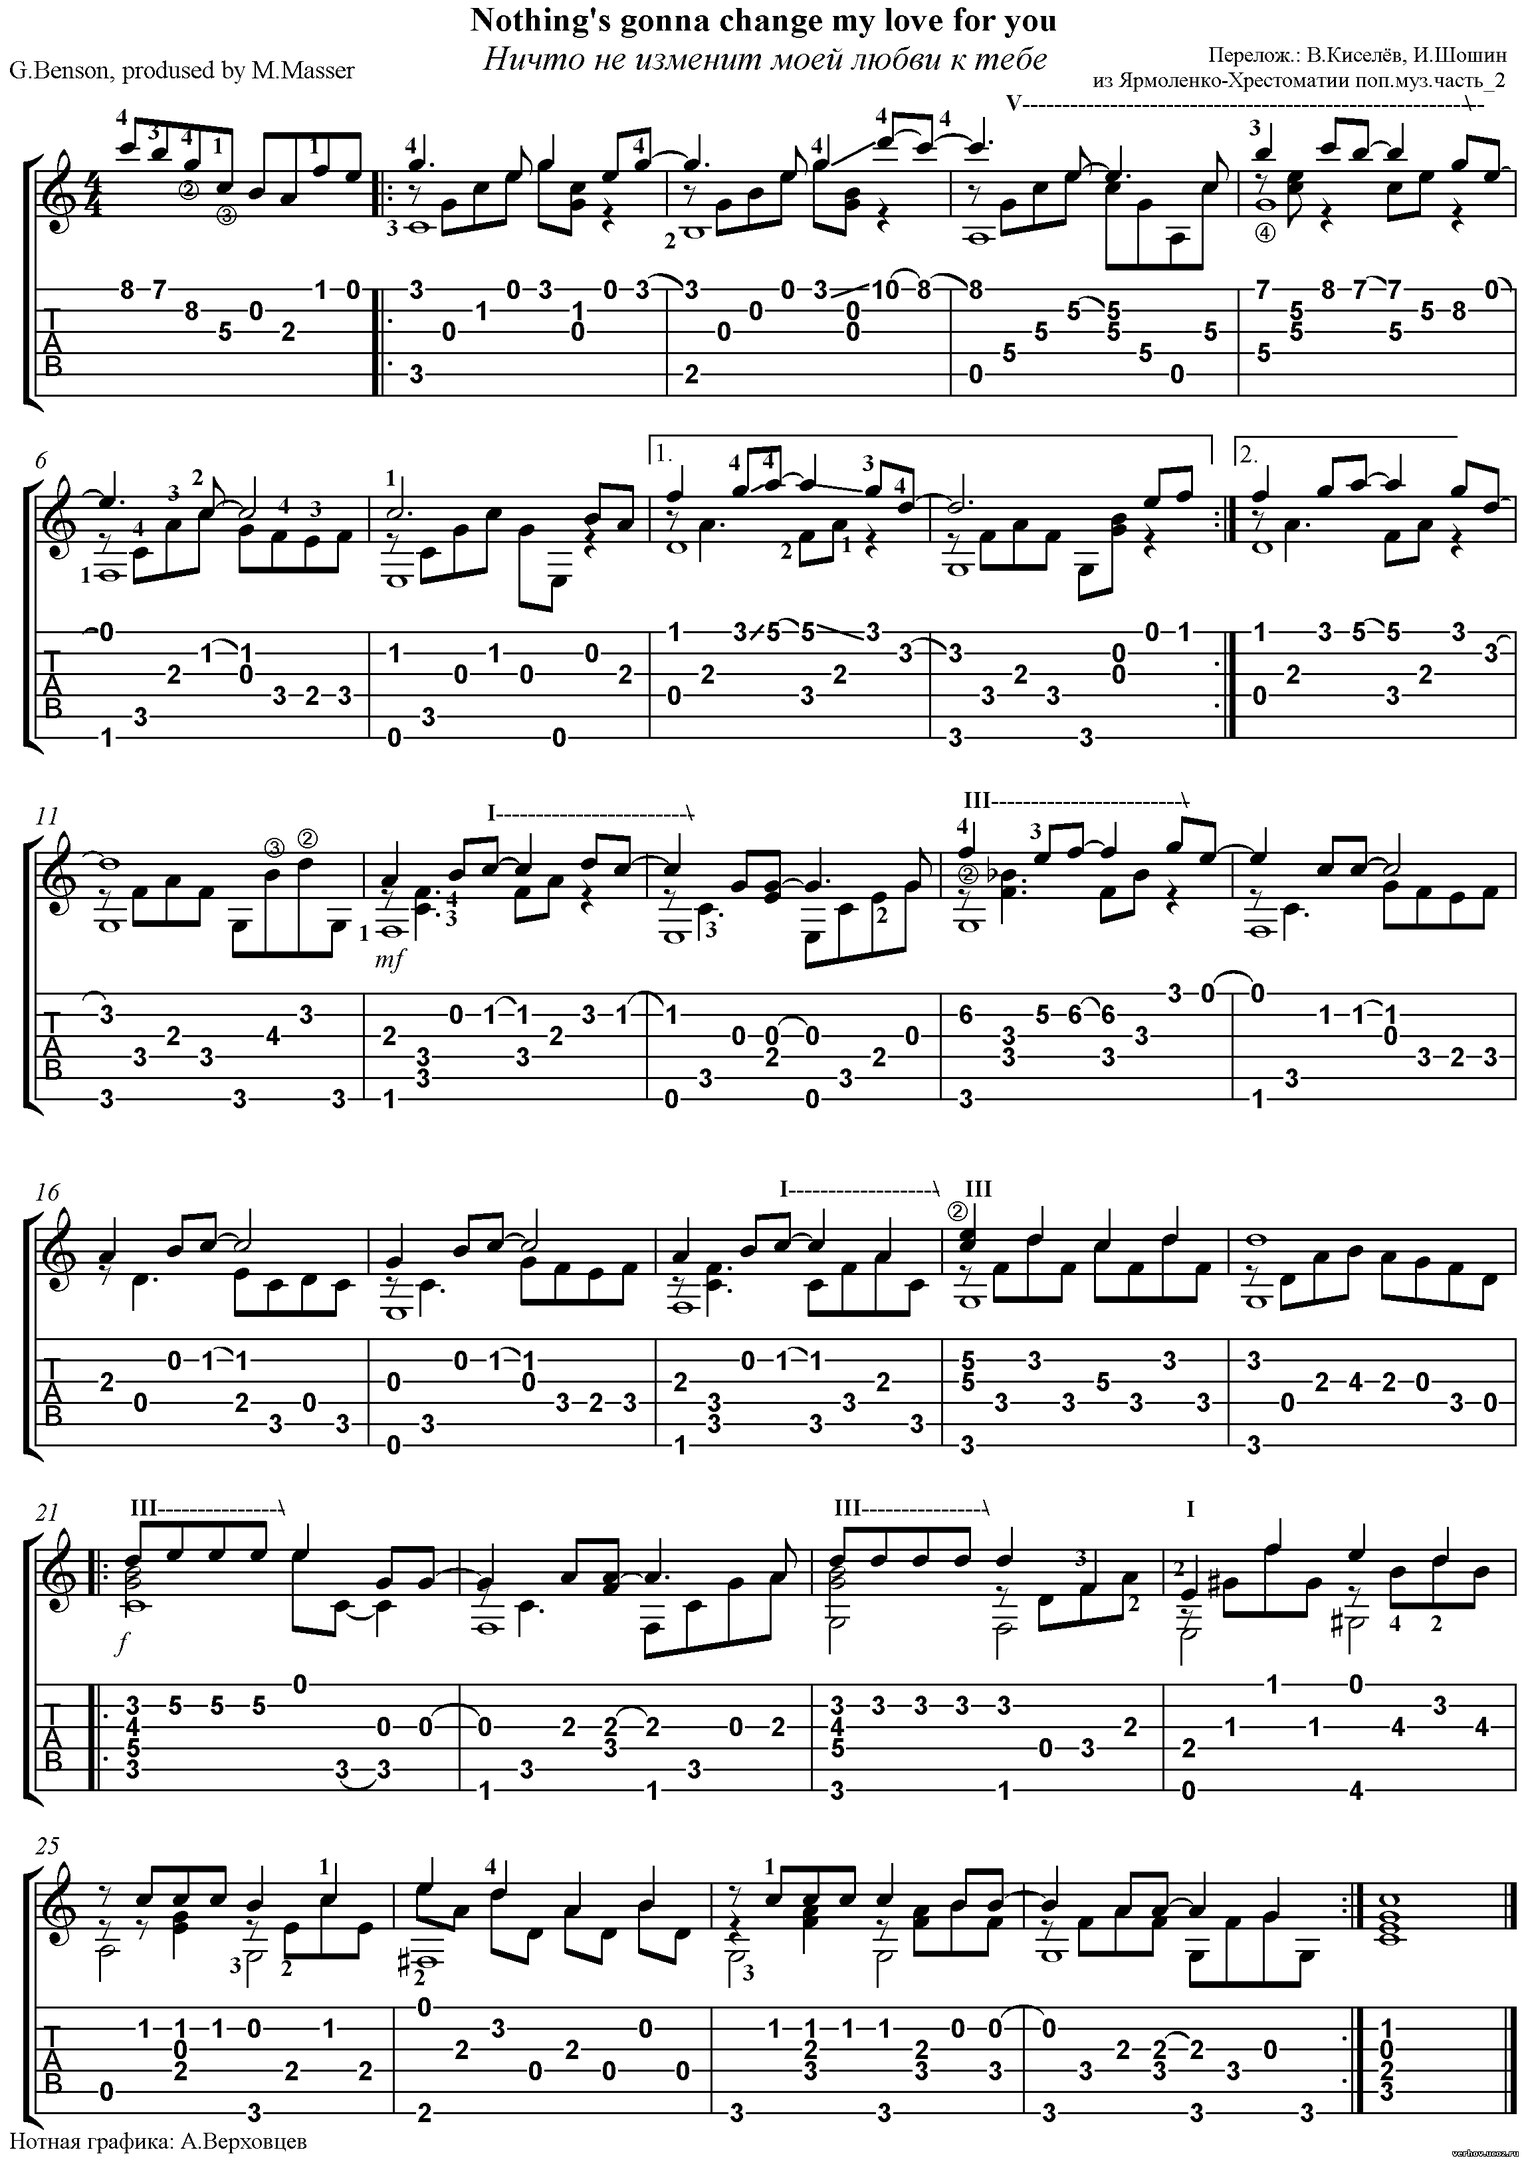 Nothing's gonna change my love for you
Ничто не изменит моей любви к тебе
G.Benson, prodused by M.Masser
Перелож.: В.Киселёв, И.Шошин
из Ярмоленко-Хрестоматии поп.муз.часть_2
V
6
1.
2.
11
I
III
mf
16
I
III
21
III
III
I
f
25
Нотная графика: А.Верховцев
verhov.ucoz.ru